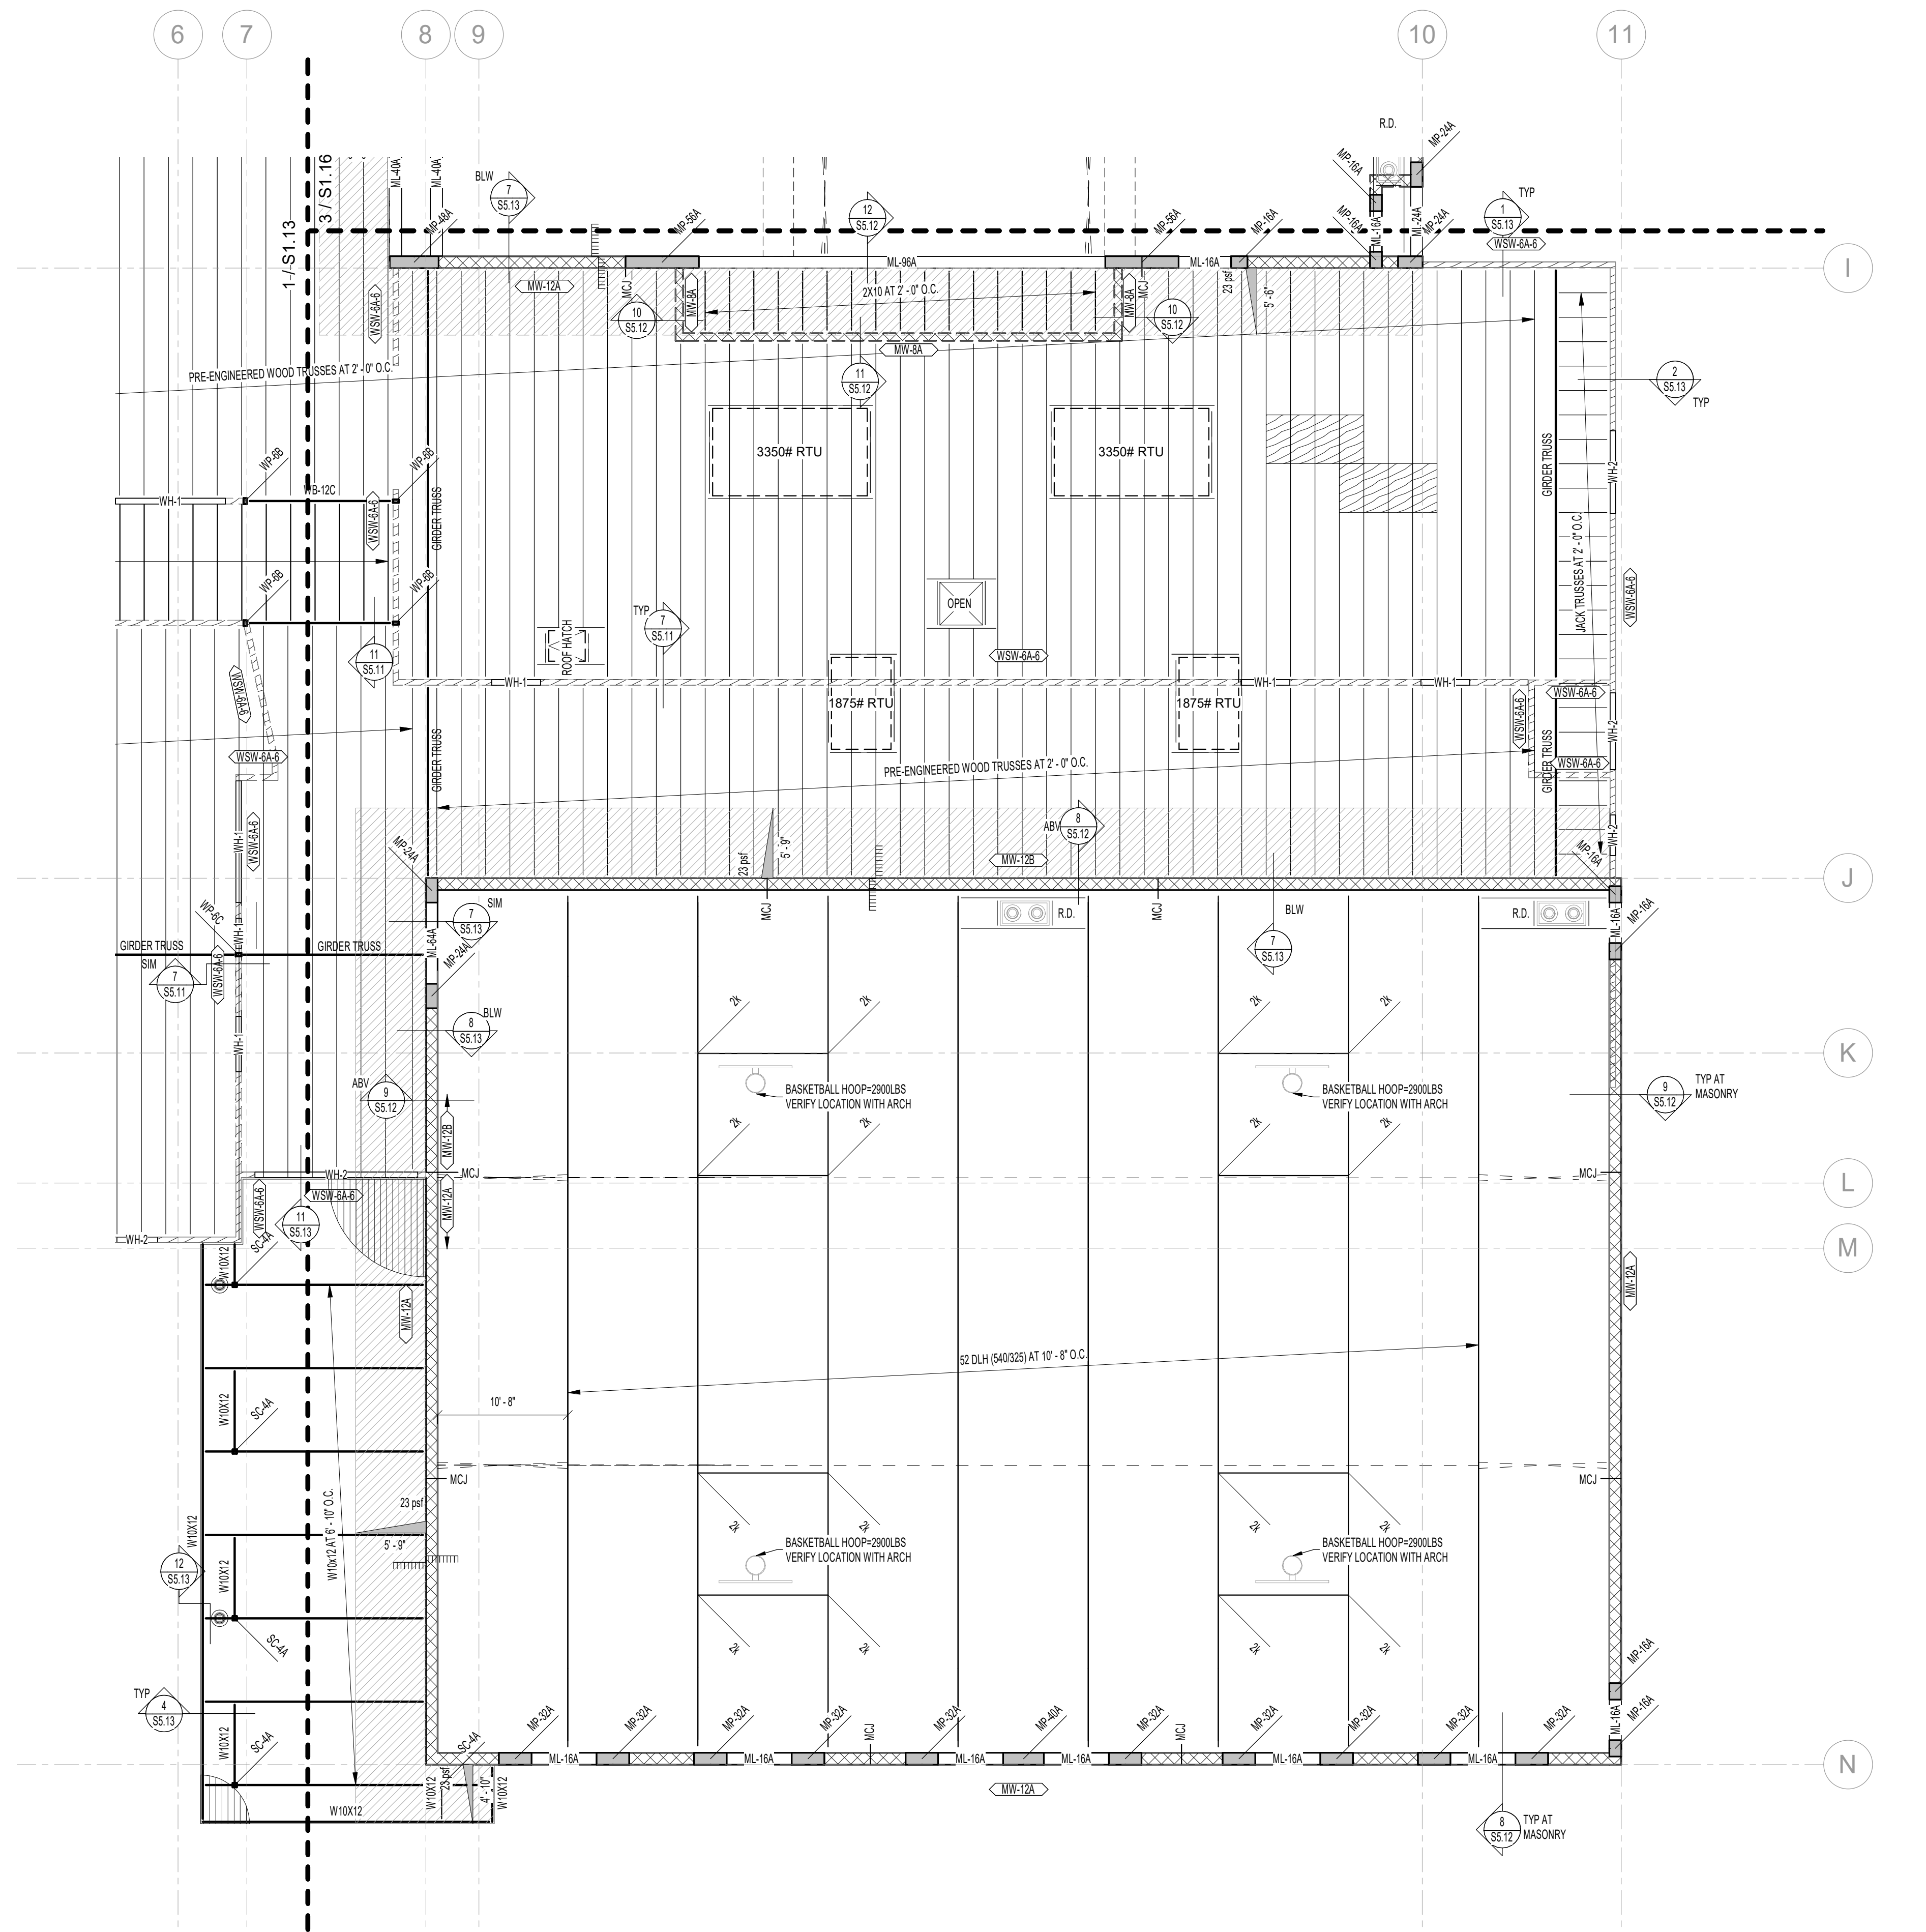 6
7
8
9
10
11
R.D.
MP-24A
MP-16A
3 / S1.16
1 / S1.13
ML-40A
ML-40A
BLW
7
S5.13
12
S5.12
1
S5.13
TYP
MP-48A
MP-56A
MP-56A
MP-16A
MP-16A
ML-16A
ML-24A
MP-24A
WSW-6A-6
I
ML-96A
ML-16A
WSW-6A-6
MW-12A
MCJ
MW-8A
2X10 AT 2' - 0" O.C.
MW-8A
MCJ
23 psf
5' - 6"
10
S5.12
10
S5.12
MW-8A
PRE-ENGINEERED WOOD TRUSSES AT 2' - 0" O.C.
11
S5.12
2
S5.13
TYP
3350# RTU
3350# RTU
WP-6B
WP-6B
WH-1
WB-12C
WSW-6A-6
GIRDER TRUSS
GIRDER TRUSS
WH-2
JACK TRUSSES AT 2' - 0" O.C.
WSW-6A-6
WP-6B
WP-6B
OPEN
TYP
7
S5.11
ROOF HATCH
11
S5.11
WSW-6A-6
WSW-6A-6
WH-1
WH-1
WH-1
WSW-6A-6
WSW-6A-6
1875# RTU
1875# RTU
WH-2
GIRDER TRUSS
GIRDER TRUSS
WSW-6A-6
WSW-6A-6
PRE-ENGINEERED WOOD TRUSSES AT 2' - 0" O.C.
WH-1
WSW-6A-6
MP-24A
23 psf
5' - 9"
ABV
8
S5.12
MW-12B
WH-2
MP-16A
J
WP-6C
WH-1
7
S5.13
SIM
MCJ
R.D.
MCJ
BLW
R.D.
ML-16A
MP-16A
GIRDER TRUSS
GIRDER TRUSS
ML-64A
MP-24A
7
S5.13
SIM
7
S5.11
WSW-6A-6
2k
2k
2k
2k
WH-1
8
S5.13
BLW
K
BASKETBALL HOOP=2900LBS
VERIFY LOCATION WITH ARCH
BASKETBALL HOOP=2900LBS
VERIFY LOCATION WITH ARCH
ABV
9
S5.12
9
S5.12
TYP AT
MASONRY
MW-12B
2k
2k
2k
2k
WH-2
MCJ
MCJ
L
WSW-6A-6
WSW-6A-6
MW-12A
11
S5.13
WH-2
M
W10X12
SC-4A
MW-12A
MW-12A
52 DLH (540/325) AT 10' - 8" O.C.
10' - 8"
W10X12
SC-4A
MCJ
MCJ
W10x12 AT 6' - 10" O.C.
23 psf
5' - 9"
W10X12
2k
2k
2k
2k
BASKETBALL HOOP=2900LBS
VERIFY LOCATION WITH ARCH
BASKETBALL HOOP=2900LBS
VERIFY LOCATION WITH ARCH
12
S5.13
W10X12
SC-4A
2k
2k
2k
2k
MP-16A
TYP
4
S5.13
W10X12
SC-4A
SC-4A
MP-32A
MP-32A
MP-32A
MP-32A
MCJ
MP-32A
MP-40A
MP-32A
MCJ
MP-32A
MP-32A
MP-32A
MP-32A
ML-16A
MP-16A
ML-16A
ML-16A
ML-16A
ML-16A
ML-16A
ML-16A
N
W10X12
W10X12
23 psf
4' - 10"
W10X12
MW-12A
8
S5.12
TYP AT
MASONRY